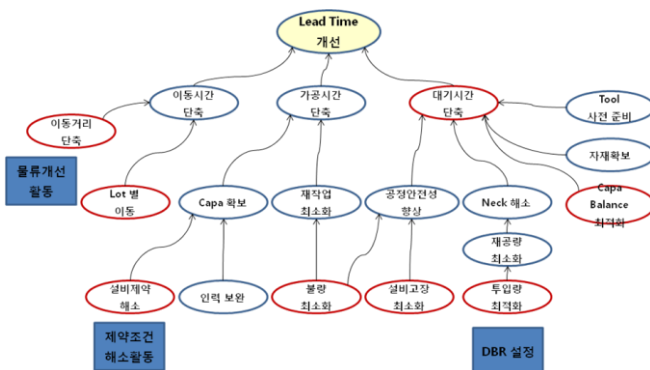 Lead Time
개선
이동시간
단축
가공시간
단축
대기시간
단축
Tool
사전 준비
이동거리
단축
자재확보
물류개선
활동
Lot 별
이동
Capa 확보
재작업
최소화
공정안전성
향상
Neck 해소
Capa
Balance
최적화
재공량
최소화
설비제약
해소
인력 보완
불량
최소화
설비고장
최소화
투입량
최적화
제약조건
해소활동
DBR 설정